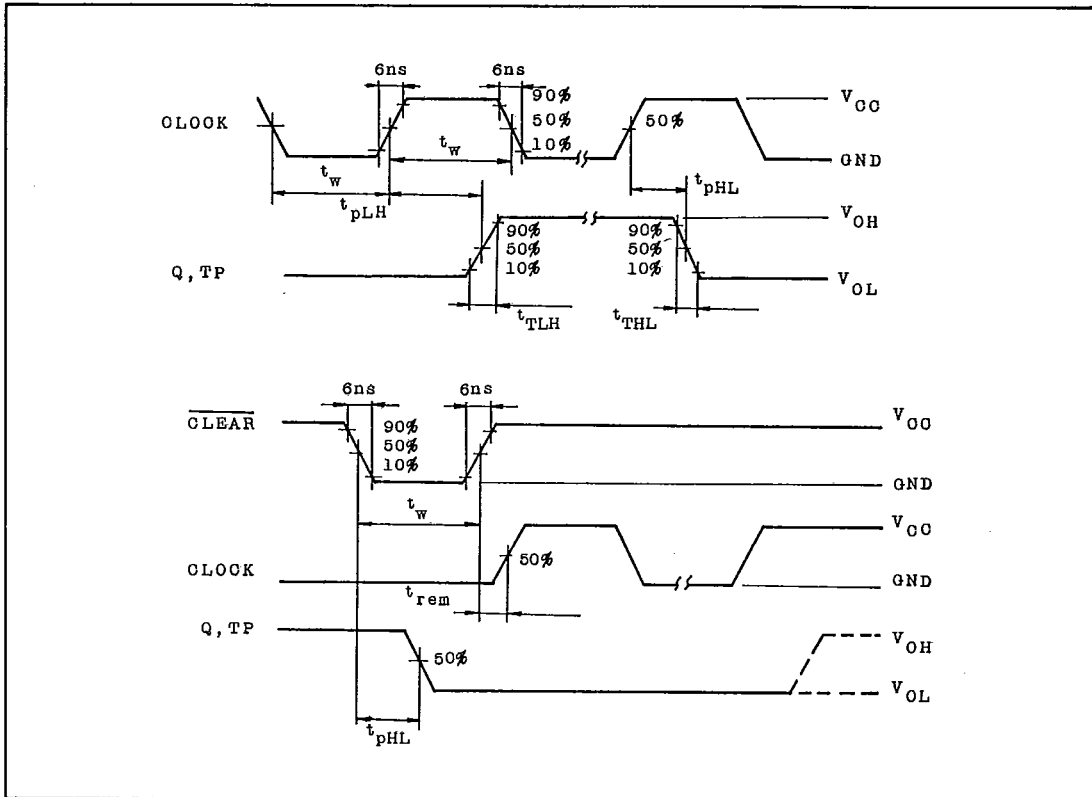 6ns 6ns
90%
50%
10%
CLOCK
50%
V_CC
GND
t_w t_w
t_pLH
t_pHL
90%
50%
10%
90%
50%
10%
V_OH
V_OL
Q, TP
t_TLH
t_THL
6ns 6ns
CLEAR
90%
50%
10%
V_CC
GND
t_w
V_CC
50%
CLOCK
GND
t_rem
Q, TP
50%
V_OH
V_OL
t_pHL